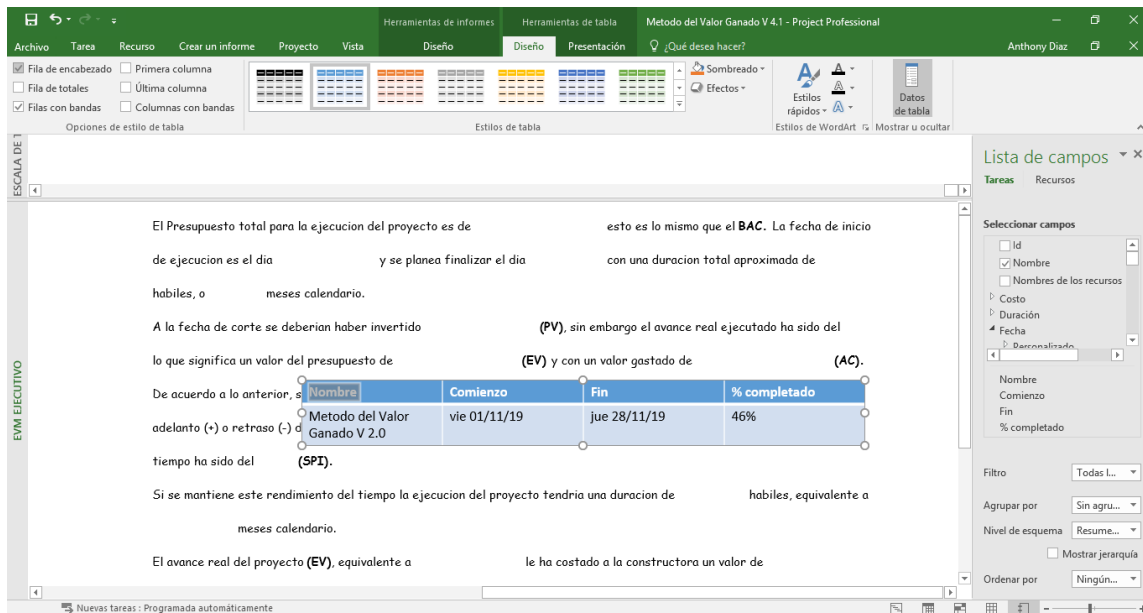 Herramientas de informes Herramientas de tabla Metodo del Valor Ganado V 4.1 - Project Professional
Archivo Tarea Recurso Crear un informe Proyecto Vista Diseño Diseño Presentación ¿Qué desea hacer? Anthony Diaz
Fila de encabezado Primera columna
Fila de totales Última columna
Filas con bandas Columnas con bandas
Opciones de estilo de tabla
Estilos de tabla
Sombreado
Efectos
Estilos
rápidos
Estilos de WordArt
Datos
de tabla
Mostrar u ocultar
ESCALA DE T
EVM EJECUTIVO
El Presupuesto total para la ejecucion del proyecto es de esto es lo mismo que el BAC. La fecha de inicio
de ejecucion es el dia y se planea finalizar el dia con una duracion total aproximada de
habiles, o meses calendario.
A la fecha de corte se deberian haber invertido (PV), sin embargo el avance real ejecutado ha sido del
lo que significa un valor del presupuesto de (EV) y con un valor gastado de (AC).
De acuerdo a lo anterior, s
adelanto (+) o retraso (-) d
tiempo ha sido del (SPI).
Nombre Comienzo Fin % completado
Metodo del Valor vie 01/11/19 jue 28/11/19 46%
Ganado V 2.0
Si se mantiene este rendimiento del tiempo la ejecucion del proyecto tendria una duracion de habiles, equivalente a
meses calendario.
El avance real del proyecto (EV), equivalente a le ha costado a la constructora un valor de
Lista de campos
Tareas Recursos
Seleccionar campos
Id
Nombre
Nombres de los recursos
Costo
Duración
Fecha
Personalizado
Nombre
Comienzo
Fin
% completado
Filtro Todas l...
Agrupar por Sin agru...
Nivel de esquema Resume...
Mostrar jerarquía
Ordenar por Ningún...
Nuevas tareas : Programada automáticamente